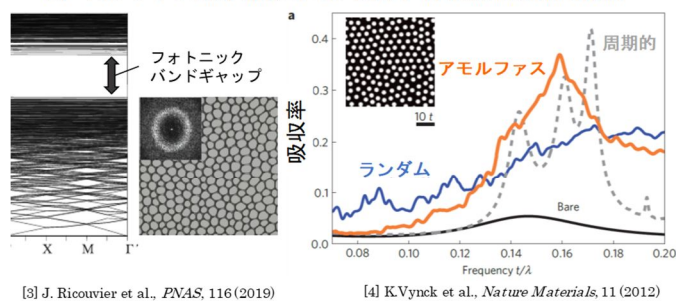 フォトニック
バンドギャップ
X M Γ
a
吸収率
0.4
0.3
0.2
0.1
0.0
アモルファス
周期的
ランダム
10 t
Bare
0.08 0.10 0.12 0.14 0.16 0.18 0.20
Frequency t/λ
[3] J. Ricouvier et al., PNAS, 116 (2019)
[4] K.Vynck et al., Nature Materials, 11 (2012)